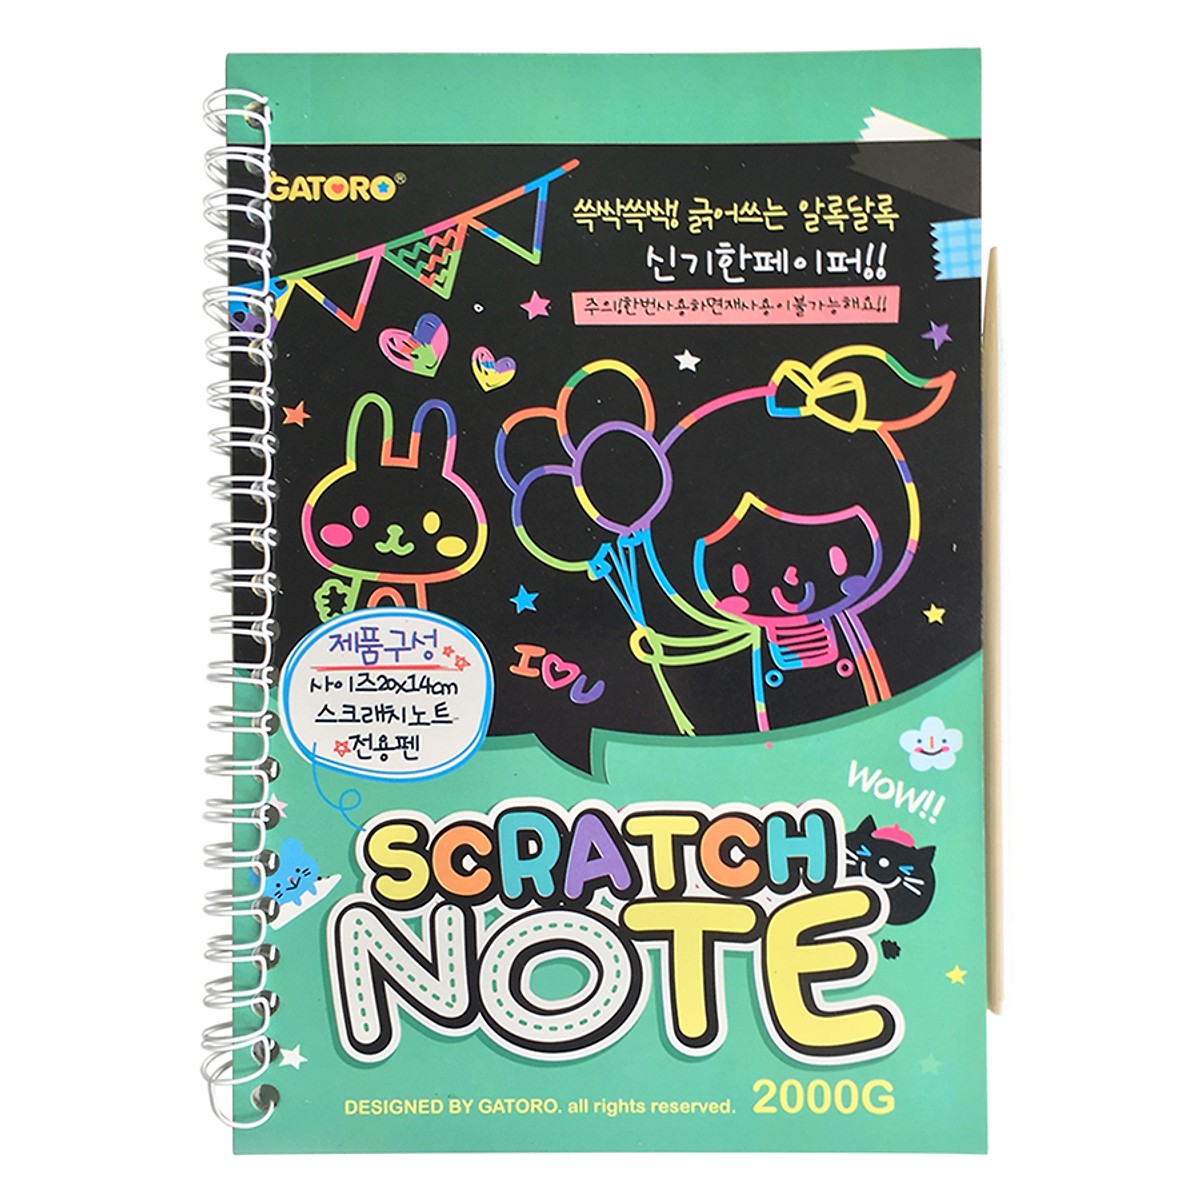 GATORO®
쓱싹쓱쌕! 긁어쓰는 알록달록
신기한페이퍼!!
주의!한번사용하면재사용이불가능해요!!
I U
제품구성
사이즈20x14cm
스크래치노트
전용펜
WOW!!
SCRATCH
NOTE
DESIGNED BY GATORO. all rights reserved. 2000G